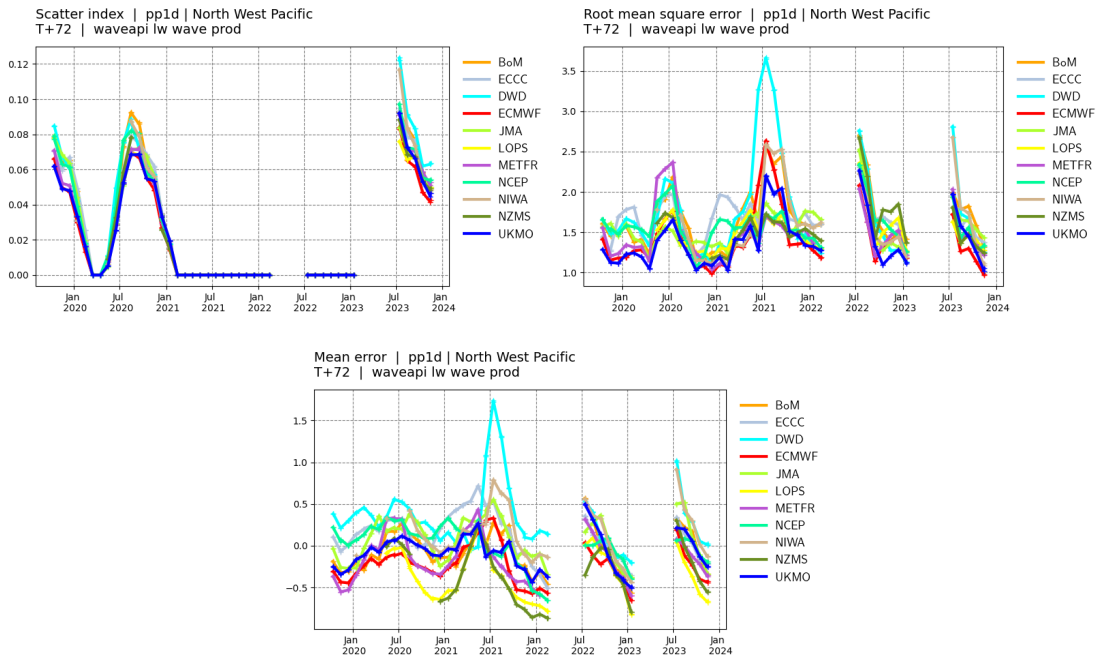 Scatter index | pp1d | North West Pacific
T+72 | waveapi lw wave prod
0.12
0.10
0.08
0.06
0.04
0.02
0.00
Jan
2020
Jul
2020
Jan
2021
Jul
2021
Jan
2022
Jul
2022
Jan
2023
Jul
2023
Jan
2024
BoM
ECCC
DWD
ECMWF
JMA
LOPS
METFR
NCEP
NIWA
NZMS
UKMO
Root mean square error | pp1d | North West Pacific
T+72 | waveapi lw wave prod
3.5
3.0
2.5
2.0
1.5
1.0
Jan
2020
Jul
2020
Jan
2021
Jul
2021
Jan
2022
Jul
2022
Jan
2023
Jul
2023
Jan
2024
BoM
ECCC
DWD
ECMWF
JMA
LOPS
METFR
NCEP
NIWA
NZMS
UKMO
Mean error | pp1d | North West Pacific
T+72 | waveapi lw wave prod
1.5
1.0
0.5
0.0
−0.5
Jan
2020
Jul
2020
Jan
2021
Jul
2021
Jan
2022
Jul
2022
Jan
2023
Jul
2023
Jan
2024
BoM
ECCC
DWD
ECMWF
JMA
LOPS
METFR
NCEP
NIWA
NZMS
UKMO